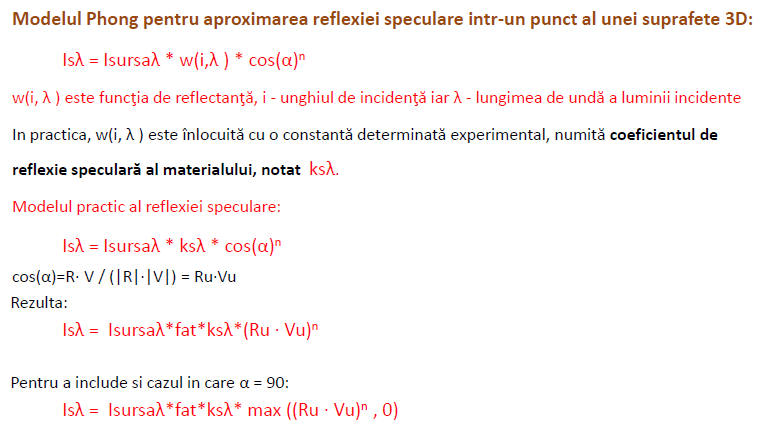 Modelul Phong pentru aproximarea reflexiei speculare intr-un punct al unei suprafete 3D:
Isλ = Isursaλ * w(i,λ ) * cos(α)ⁿ
w(i, λ ) este funcţia de reflectanţă, i - unghiul de incidenţă iar λ - lungimea de undă a luminii incidente
In practica, w(i, λ ) este înlocuită cu o constantă determinată experimental, numită coeficientul de
reflexie speculară al materialului, notat ksλ.
Modelul practic al reflexiei speculare:
Isλ = Isursaλ * ksλ * cos(α)ⁿ
cos(α)=R· V / (|R|·|V|) = Ru·Vu
Rezulta:
Isλ = Isursaλ*fat*ksλ*(Ru · Vu)ⁿ
Pentru a include si cazul in care α = 90:
Isλ = Isursaλ*fat*ksλ* max ((Ru · Vu)ⁿ , 0)